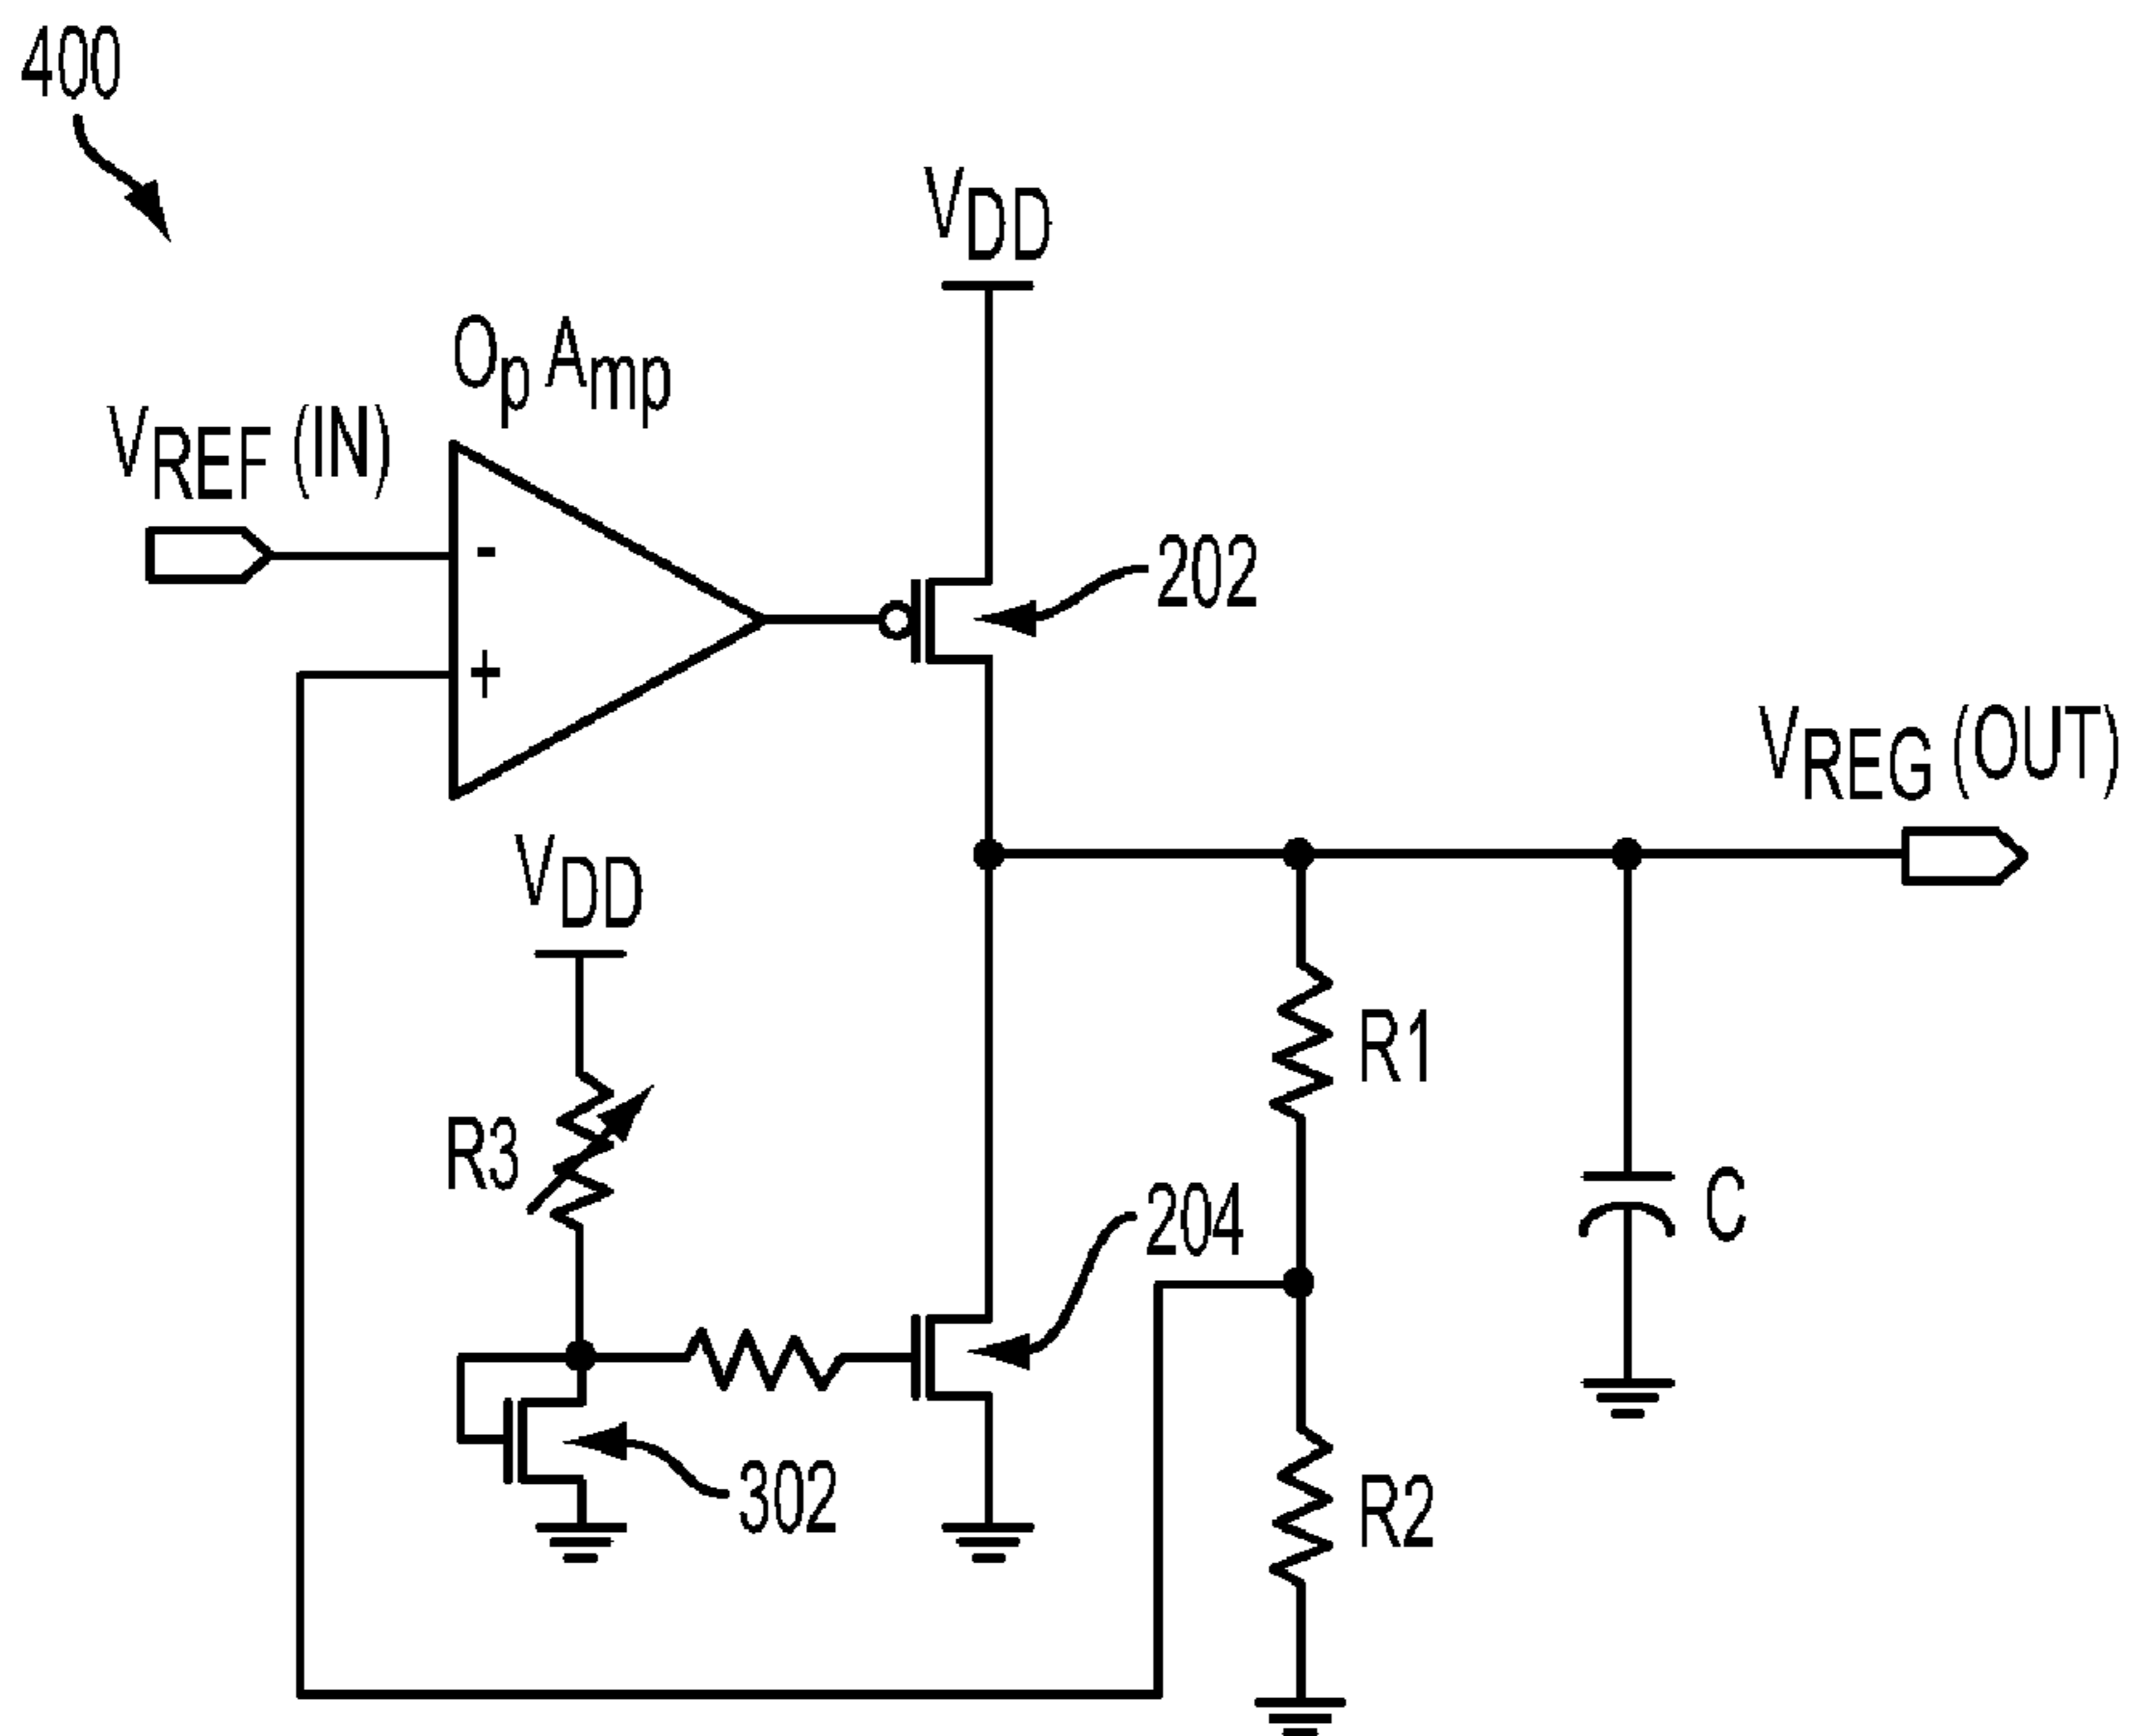 400
VDD
Op Amp
VREF (IN)
-
+
202
VREG (OUT)
VDD
R1
R3
204
C
302
R2